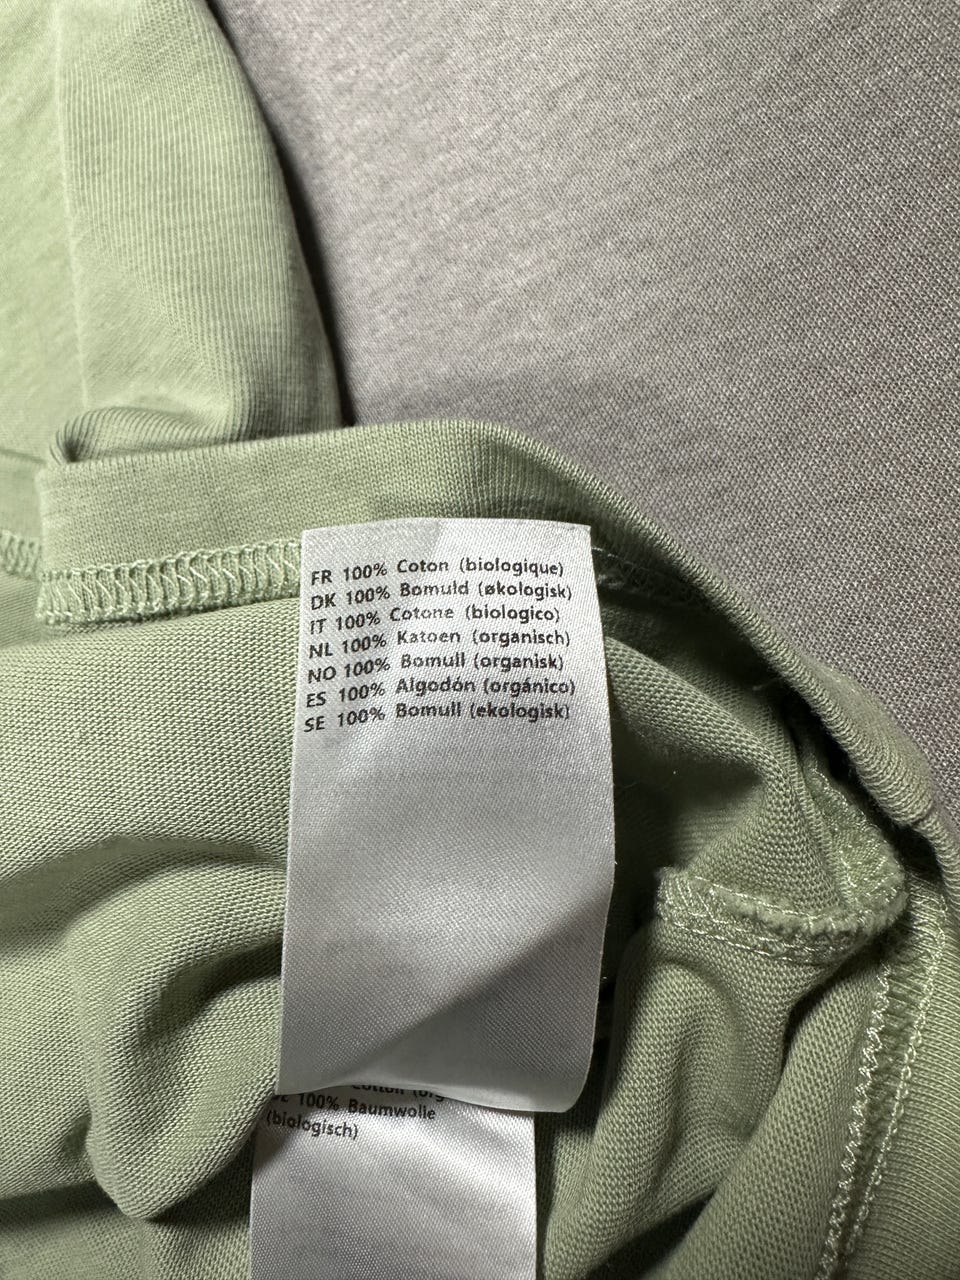 FR 100% Coton (biologique)
DK 100% Bomuld (økologisk)
IT 100% Cotone (biologico)
NL 100% Katoen (organisch)
NO 100% Bomull (organisk)
ES 100% Algodón (orgánico)
SE 100% Bomull (ekologisk)
100% Baumwolle
(biologisch)